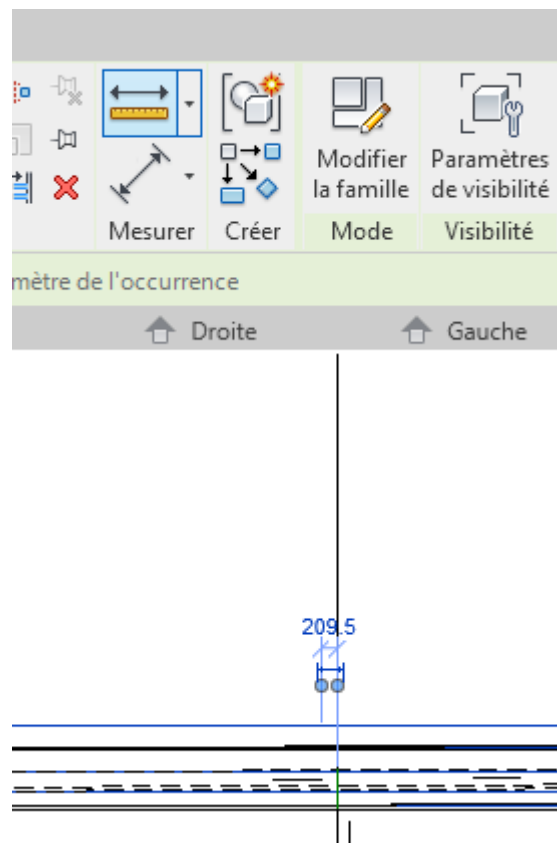 Modifier
la famille
Paramètres
de visibilité
Mesurer
Créer
Mode
Visibilité
mètre de l'occurrence
Droite
Gauche
209.5